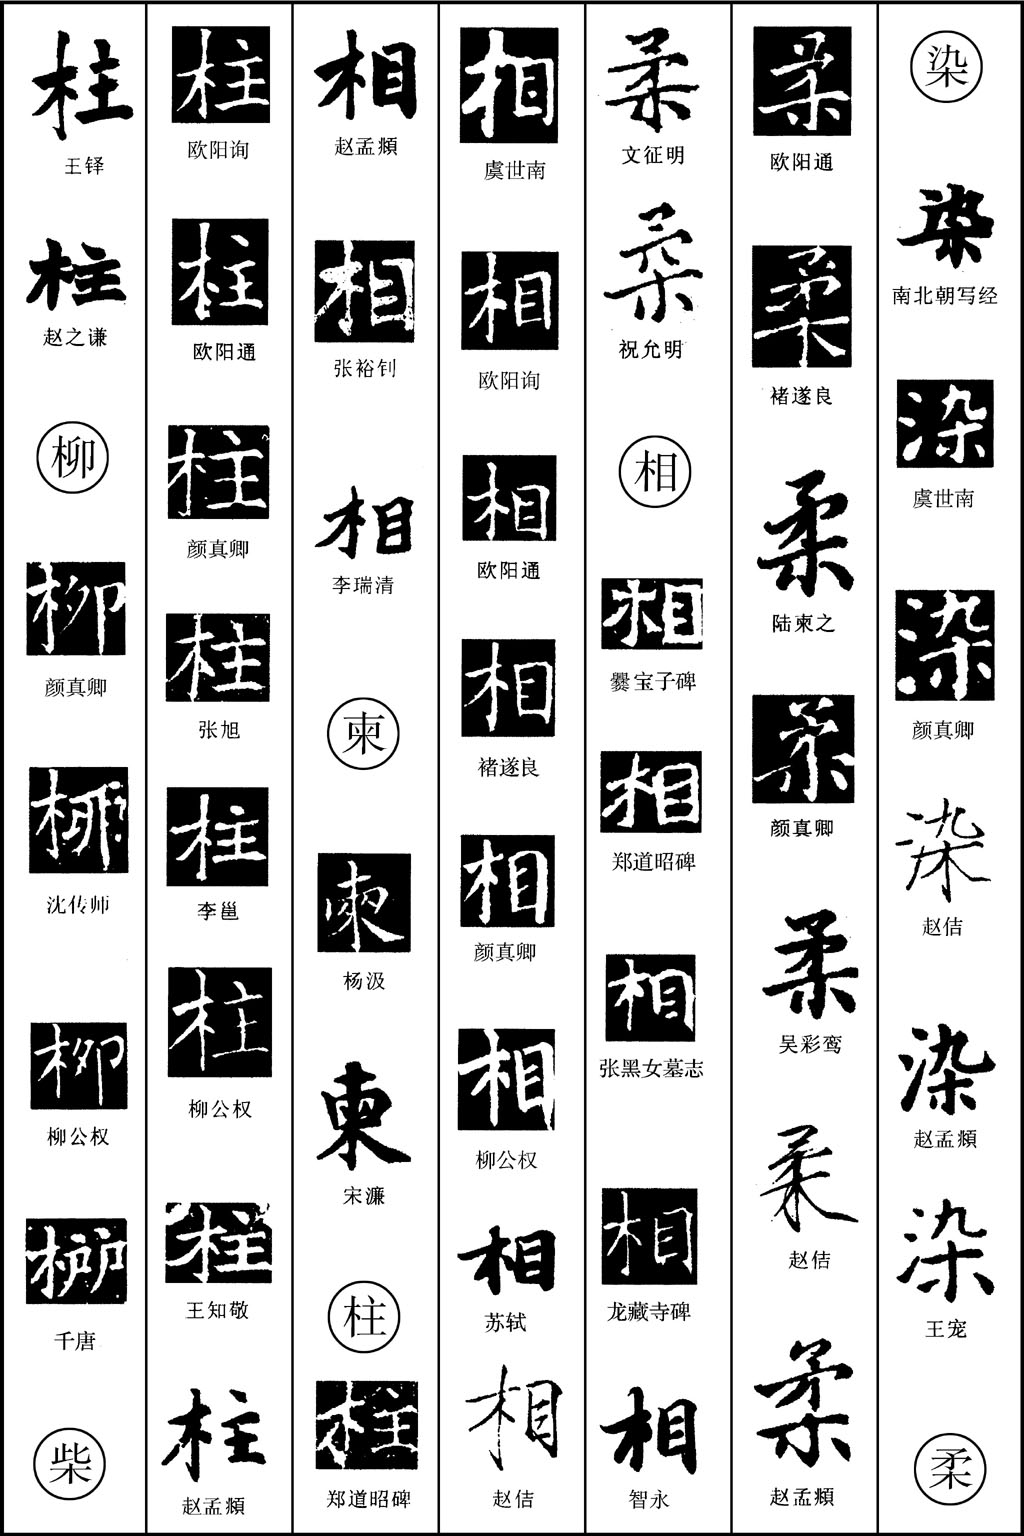 染
染
南北朝写经
染
虞世南
染
颜真卿
染
赵佶
染
赵孟頫
染
王宠
柔
柔
欧阳通
柔
褚遂良
柔
陆柬之
柔
颜真卿
柔
吴彩鸾
柔
赵佶
柔
赵孟頫
柔
文征明
柔
祝允明
相
相
爨宝子碑
相
郑道昭碑
相
张黑女墓志
相
龙藏寺碑
相
智永
相
虞世南
相
欧阳询
相
欧阳通
相
褚遂良
相
颜真卿
相
柳公权
相
苏轼
相
赵佶
相
赵孟頫
相
张裕钊
相
李瑞清
柬
柬
杨汲
柬
宋濂
柱
柱
郑道昭碑
柱
欧阳询
柱
欧阳通
柱
颜真卿
柱
张旭
柱
李邕
柱
柳公权
柱
王知敬
柱
赵孟頫
柱
王铎
柱
赵之谦
柳
柳
颜真卿
柳
沈传师
柳
柳公权
柳
千唐
柴